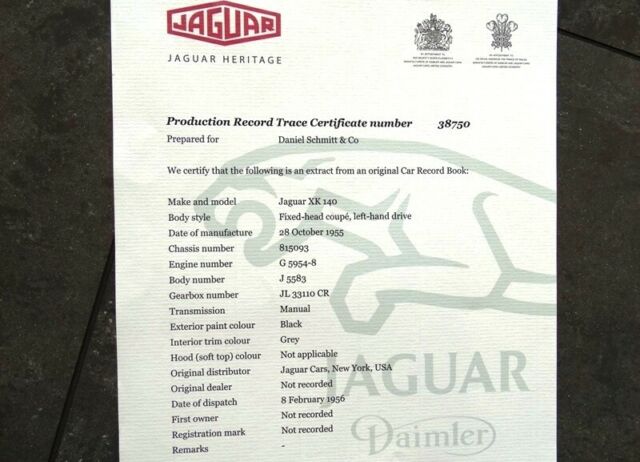 JAGUAR
JAGUAR HERITAGE
Production Record Trace Certificate number 38750
Prepared for Daniel Schmitt & Co
We certify that the following is an extract from an original Car Record Book:
Make and model Jaguar XK 140
Body style Fixed-head coupé, left-hand drive
Date of manufacture 28 October 1955
Chassis number 815093
Engine number G 5954-8
Body number J 5583
Gearbox number JL 33110 CR
Transmission Manual
Exterior paint colour Black
Interior trim colour Grey
Hood (soft top) colour Not applicable
Original distributor Jaguar Cars, New York, USA
Original dealer Not recorded
Date of dispatch 8 February 1956
First owner Not recorded
Registration mark Not recorded
Remarks -
JAGUAR
Daimler